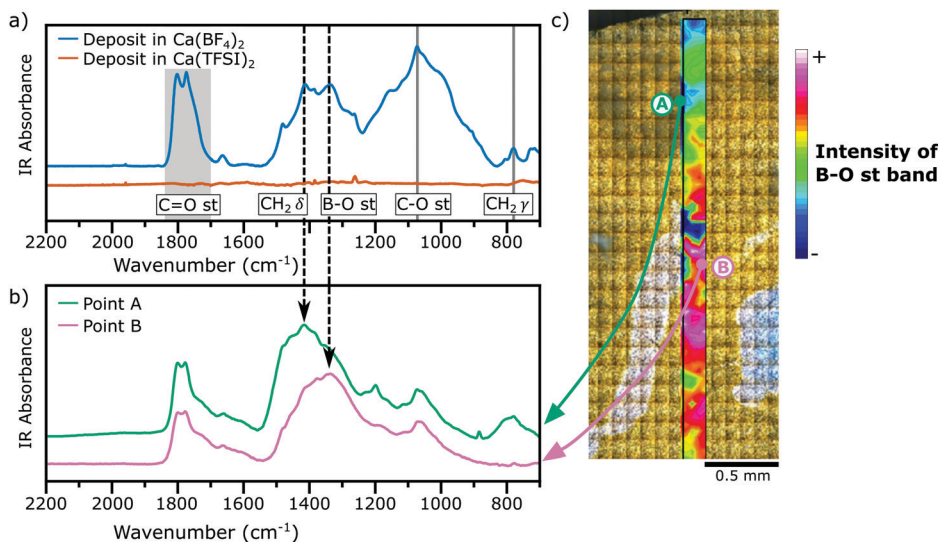 a)
Deposit in Ca(BF₄)₂
Deposit in Ca(TFSI)₂
IR Absorbance
C=O st
CH₂ δ
B-O st
C-O st
CH₂ γ
2200 2000 1800 1600 1400 1200 1000 800
Wavenumber (cm⁻¹)
b)
Point A
Point B
IR Absorbance
2200 2000 1800 1600 1400 1200 1000 800
Wavenumber (cm⁻¹)
c)
A
B
0.5 mm
+
Intensity of
B-O st band
-